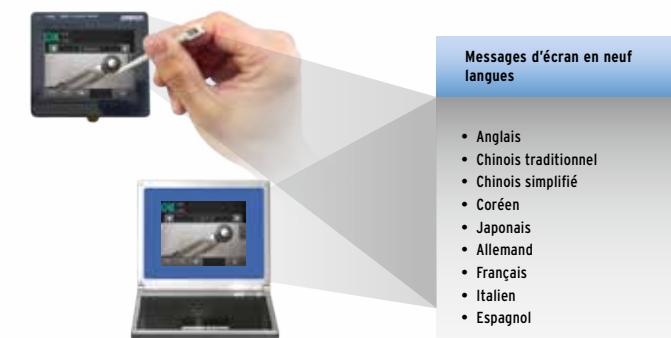 Messages d'écran en neuf
langues
• Anglais
• Chinois traditionnel
• Chinois simplifié
• Coréen
• Japonais
• Allemand
• Français
• Italien
• Espagnol